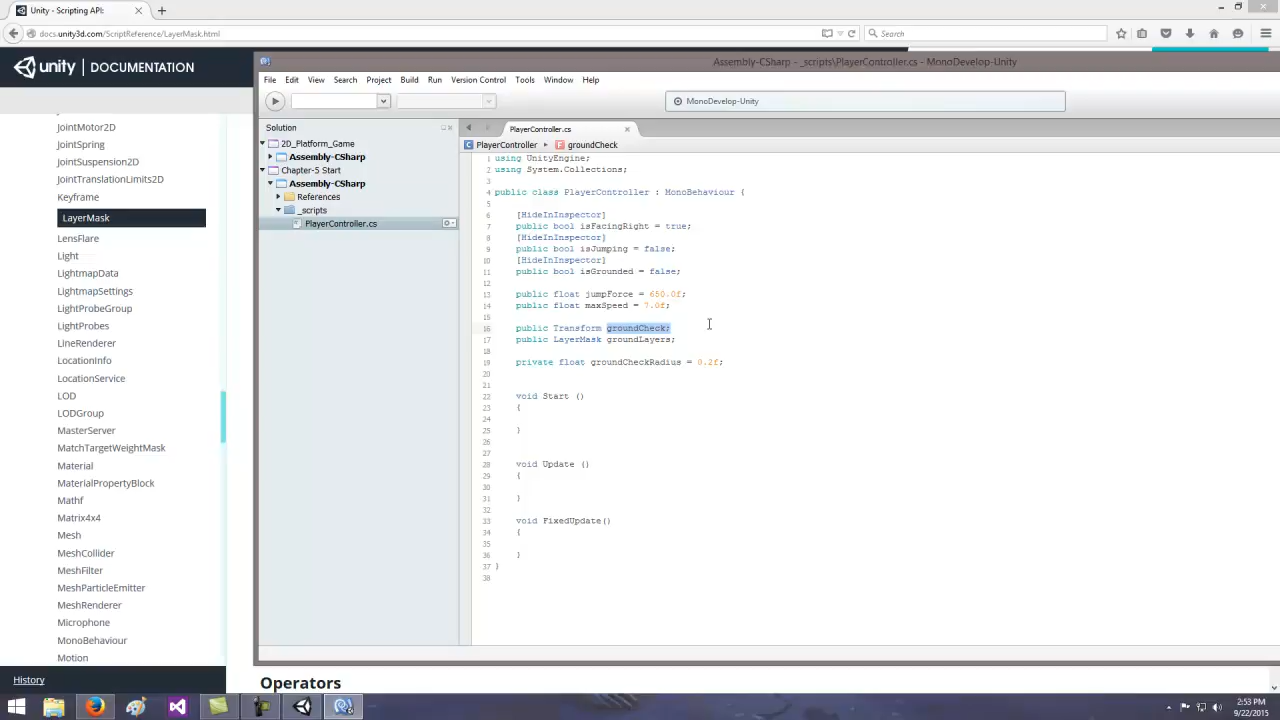 Unity - Scripting API:
docs.unity3d.com/ScriptReference/LayerMask.html
Search
unity | DOCUMENTATION
Assembly-CSharp - _scripts\PlayerController.cs - MonoDevelop-Unity
File Edit View Search Project Build Run Version Control Tools Window Help
MonoDevelop-Unity
Solution
2D_Platform_Game
Assembly-CSharp
Chapter-5 Start
Assembly-CSharp
References
_scripts
PlayerController.cs
PlayerController.cs
PlayerController groundCheck
1 using UnityEngine;
2 using System.Collections;
3
4 public class PlayerController : MonoBehaviour {
5
6 [HideInInspector]
7 public bool isFacingRight = true;
8 [HideInInspector]
9 public bool isJumping = false;
10 [HideInInspector]
11 public bool isGrounded = false;
12
13 public float jumpForce = 650.0f;
14 public float maxSpeed = 7.0f;
15
16 public Transform groundCheck;
17 public LayerMask groundLayers;
18
19 private float groundCheckRadius = 0.2f;
20
21
22 void Start ()
23 {
24
25 }
26
27
28 void Update ()
29 {
30
31 }
32
33 void FixedUpdate()
34 {
35
36 }
37 }
38
JointMotor2D
JointSpring
JointSuspension2D
JointTranslationLimits2D
Keyframe
LayerMask
LensFlare
Light
LightmapData
LightmapSettings
LightProbeGroup
LightProbes
LineRenderer
LocationInfo
LocationService
LOD
LODGroup
MasterServer
MatchTargetWeightMask
Material
MaterialPropertyBlock
Mathf
Matrix4x4
Mesh
MeshCollider
MeshFilter
MeshParticleEmitter
MeshRenderer
Microphone
MonoBehaviour
Motion
History
Operators
2:53 PM
9/22/2015